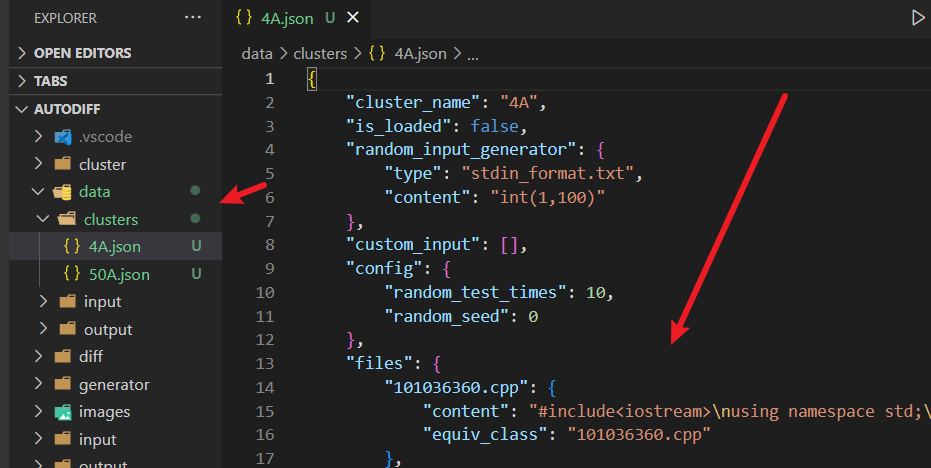 EXPLORER
···
OPEN EDITORS
TABS
AUTODIFF
.vscode
cluster
data
clusters
{} 4A.json U
{} 50A.json U
input
output
diff
generator
images
input
output
{} 4A.json U ×
data > clusters > {} 4A.json > ...
1 {
2 "cluster_name": "4A",
3 "is_loaded": false,
4 "random_input_generator": {
5 "type": "stdin_format.txt",
6 "content": "int(1,100)"
7 },
8 "custom_input": [],
9 "config": {
10 "random_test_times": 10,
11 "random_seed": 0
12 },
13 "files": {
14 "101036360.cpp": {
15 "content": "#include<iostream>\nusing namespace std;\
16 "equiv_class": "101036360.cpp"
17 },